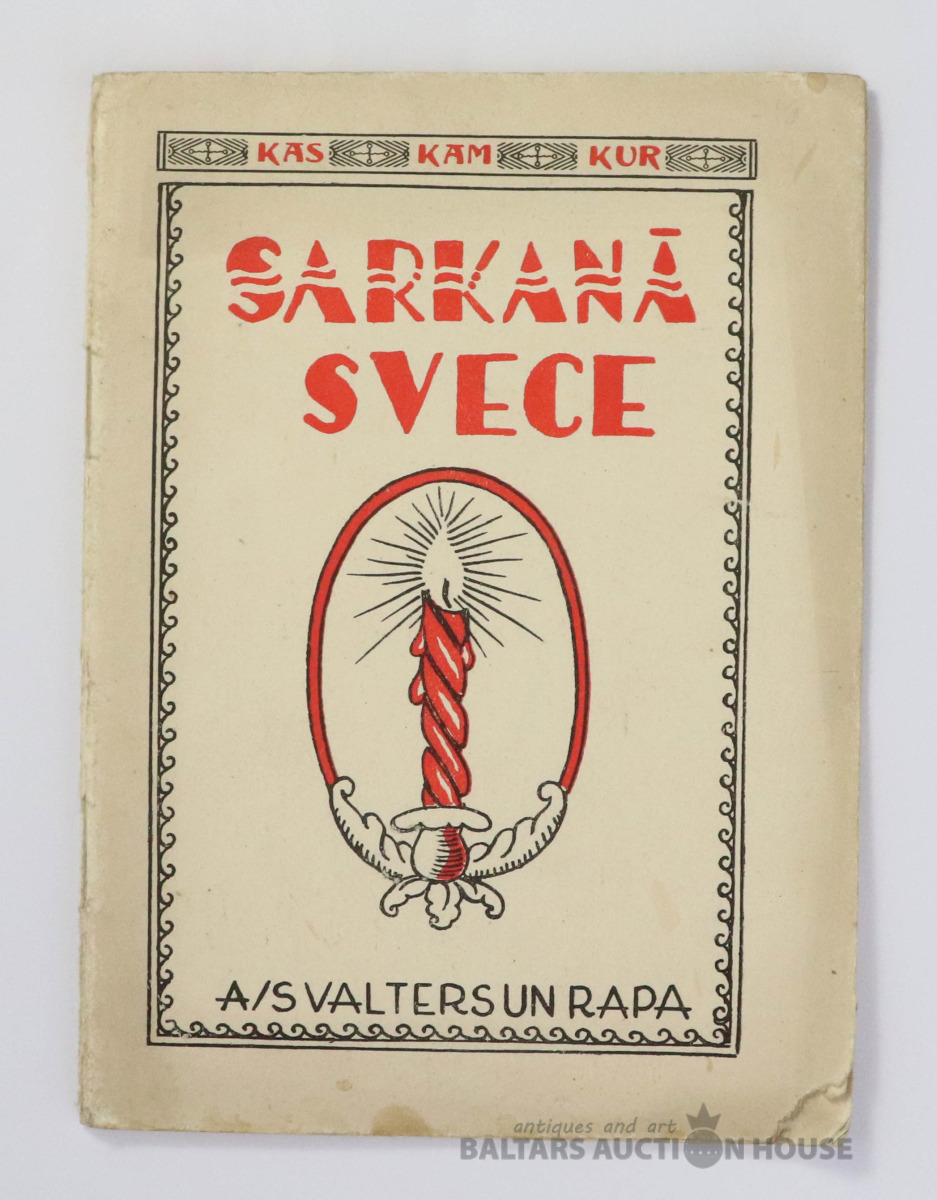 KAS KAM KUR
SARKANĀ
SVECE
A/S VALTERS UN RAPA
antiques and art
BALTARS AUCTION HOUSE